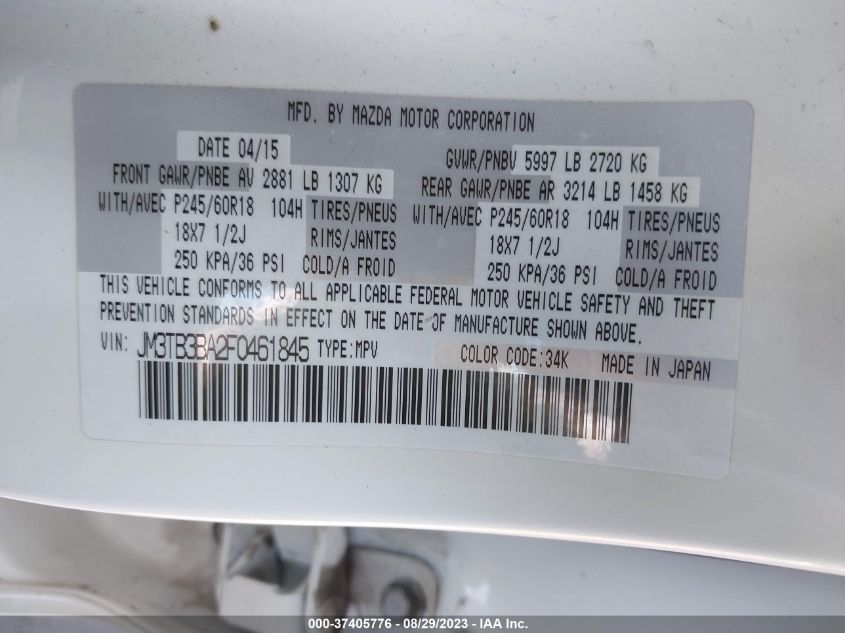 MFD. BY MAZDA MOTOR CORPORATION
DATE 04/15 GVWR/PNBV 5997 LB 2720 KG
FRONT GAWR/PNBE AV 2881 LB 1307 KG REAR GAWR/PNBE AR 3214 LB 1458 KG
WITH/AVEC P245/60R18 104H TIRES/PNEUS WITH/AVEC P245/60R18 104H TIRES/PNEUS
18X7 1/2J RIMS/JANTES 18X7 1/2J RIMS/JANTES
250 KPA/36 PSI COLD/A FROID 250 KPA/36 PSI COLD/A FROID
THIS VEHICLE CONFORMS TO ALL APPLICABLE FEDERAL MOTOR VEHICLE SAFETY AND THEFT
PREVENTION STANDARDS IN EFFECT ON THE DATE OF MANUFACTURE SHOWN ABOVE.
VIN: JM3TB3BA2F0461845 TYPE:MPV COLOR CODE:34K MADE IN JAPAN
000-37405776 - 08/29/2023 - IAA Inc.